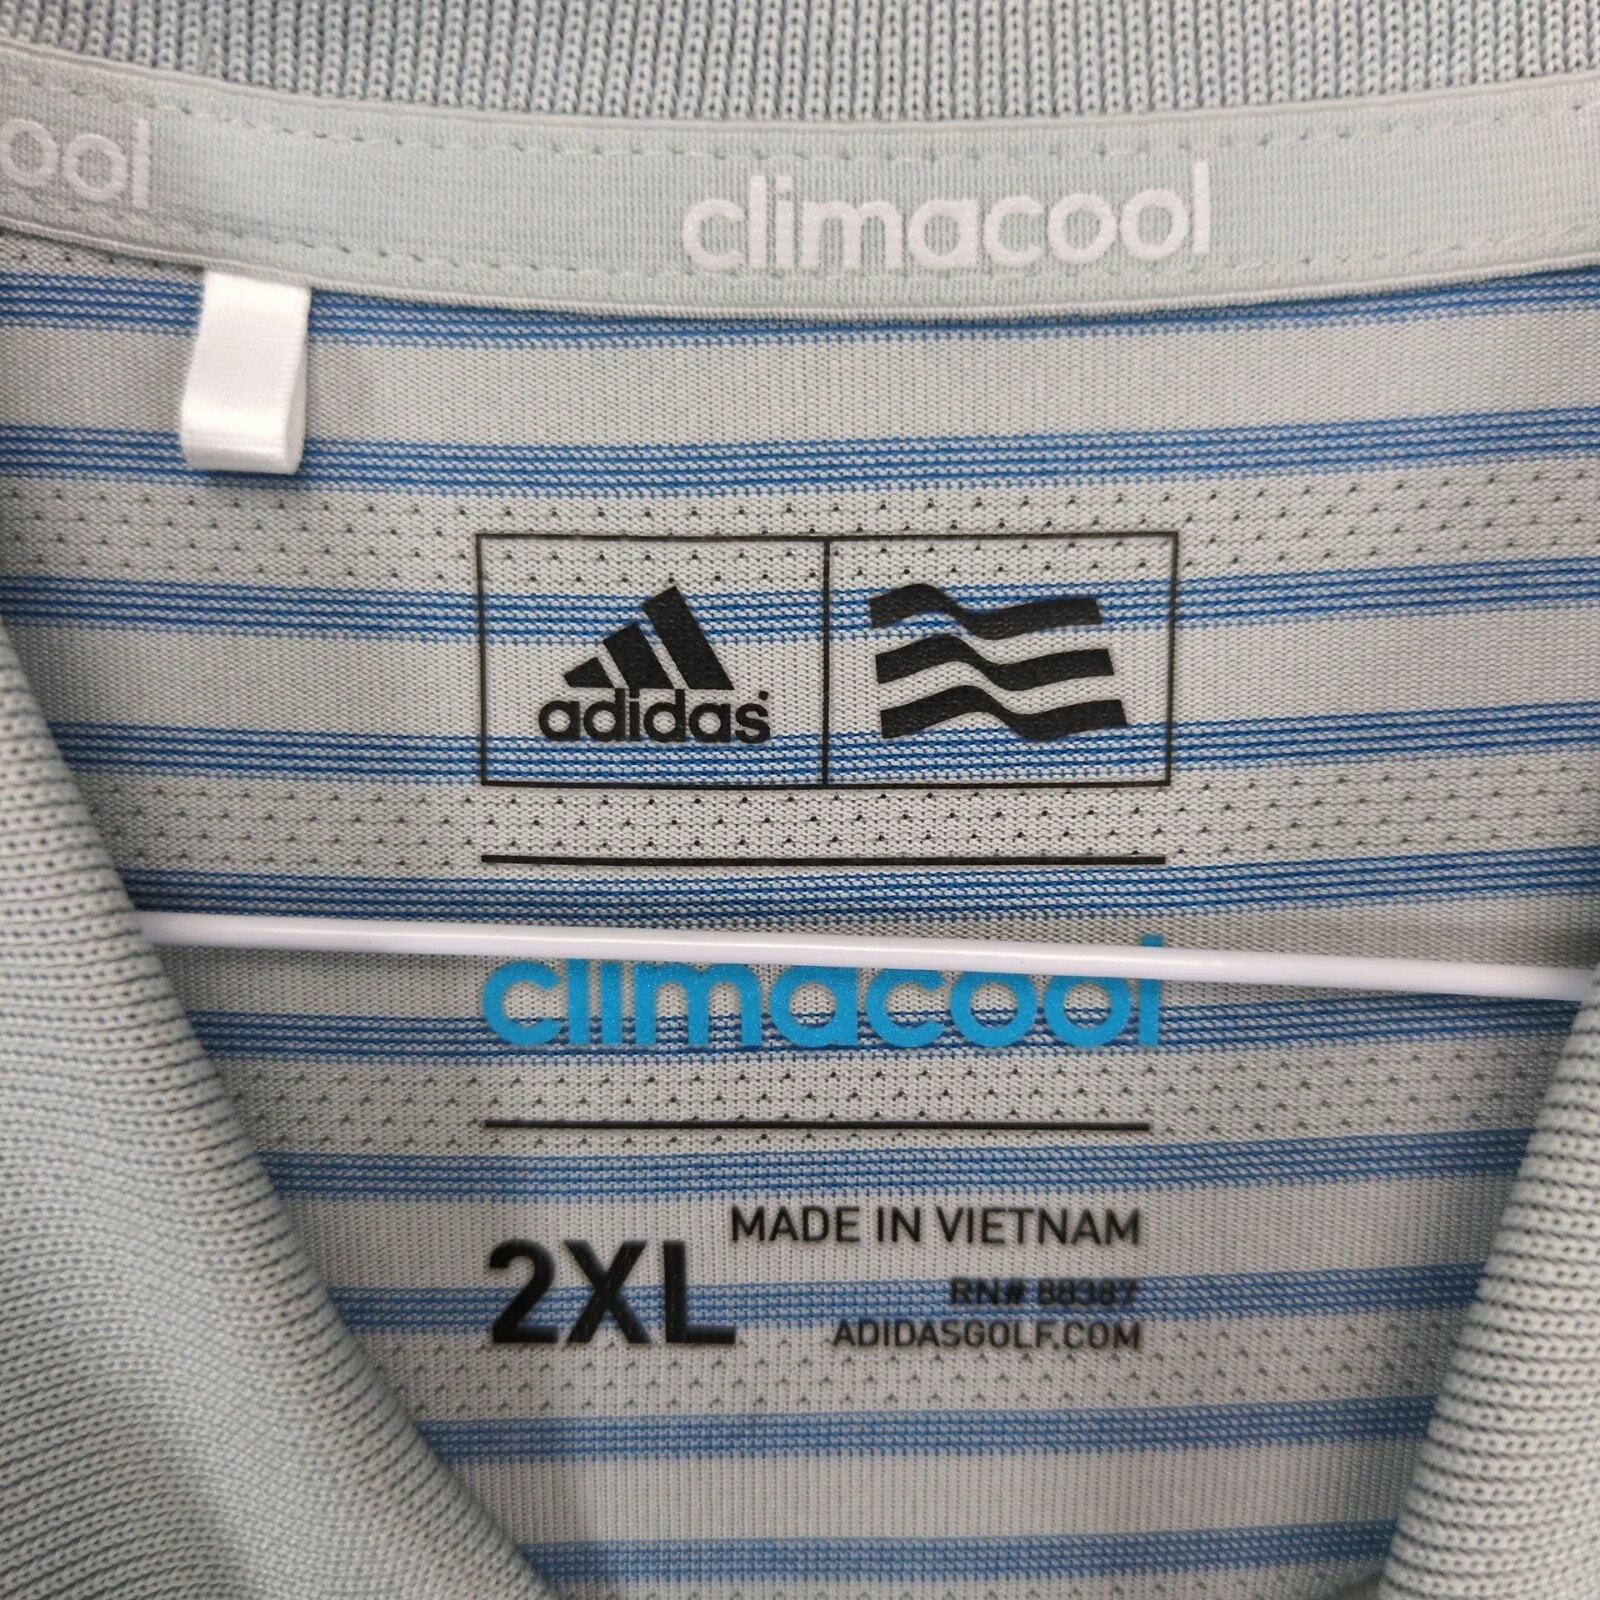 ool
climacool
adidas
climacool
2XL
MADE IN VIETNAM
RN# 88387
ADIDASGOLF.COM